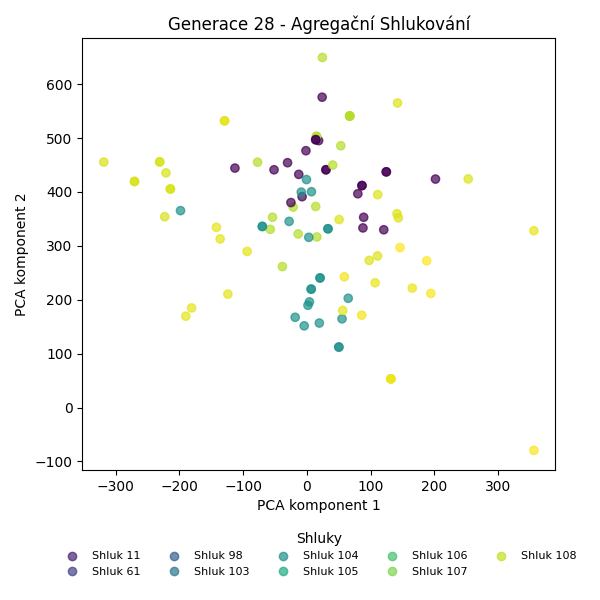 Generace 28 - Agregační Shlukování
PCA komponent 2
600
500
400
300
200
100
0
−100
−300
−200
−100
0
100
200
300
PCA komponent 1
Shluky
Shluk 11
Shluk 98
Shluk 104
Shluk 106
Shluk 108
Shluk 61
Shluk 103
Shluk 105
Shluk 107